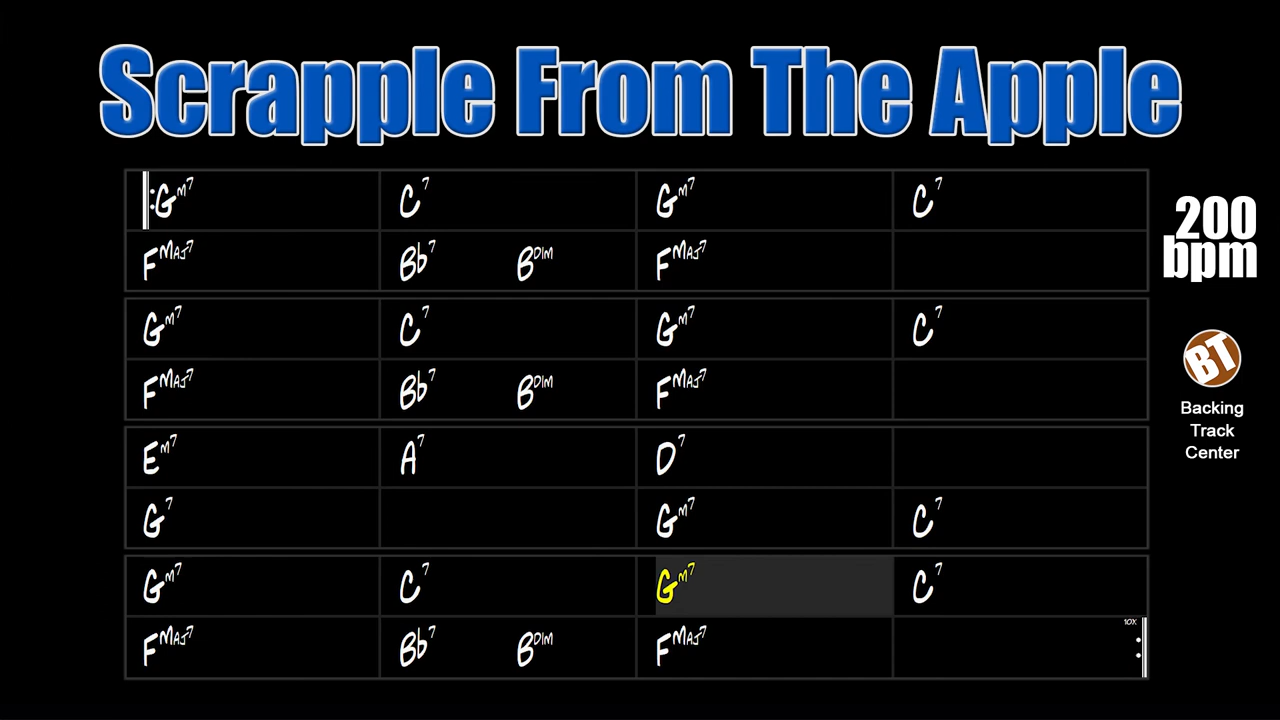 Scrapple From The Apple
GM7 C7 GM7 C7
FMAJ7 Bb7 BDIM FMAJ7
GM7 C7 GM7 C7
FMAJ7 Bb7 BDIM FMAJ7
EM7 A7 D7
G7 GM7 C7
GM7 C7 GM7 C7
FMAJ7 Bb7 BDIM FMAJ7 10X
200
bpm
BT
Backing
Track
Center